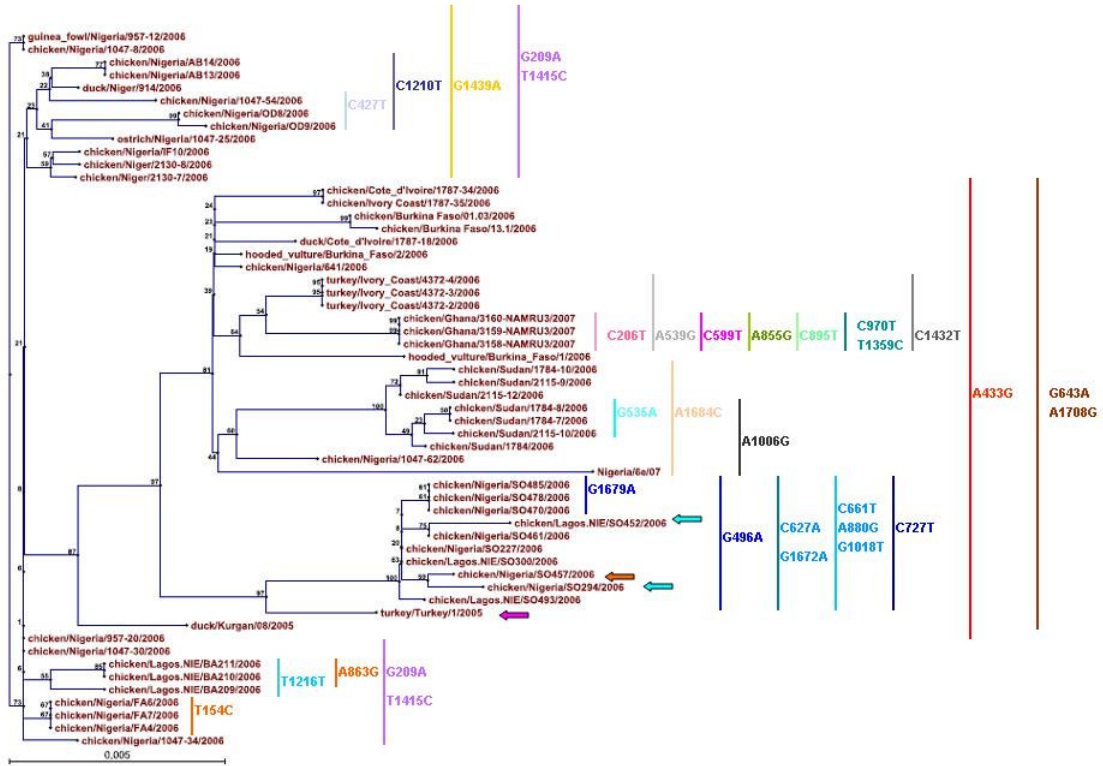 guinea_fowl/Nigeria/957-12/2006
chicken/Nigeria/1047-8/2006
chicken/Nigeria/AB14/2006
chicken/Nigeria/AB13/2006
duck/Niger/914/2006
chicken/Nigeria/1047-54/2006
chicken/Nigeria/OD8/2006
chicken/Nigeria/OD9/2006
ostrich/Nigeria/1047-25/2006
chicken/Nigeria/IF10/2006
chicken/Niger/2130-8/2006
chicken/Niger/2130-7/2006
C427T
C1210T
G1439A
G209A
T1415C
chicken/Cote_d'Ivoire/1787-34/2006
chicken/Ivory Coast/1787-35/2006
chicken/Burkina Faso/01.03/2006
chicken/Burkina Faso/13.1/2006
duck/Cote_d'Ivoire/1787-18/2006
hooded_vulture/Burkina_Faso/2/2006
chicken/Nigeria/641/2006
turkey/Ivory_Coast/4372-4/2006
turkey/Ivory_Coast/4372-3/2006
turkey/Ivory_Coast/4372-2/2006
chicken/Ghana/3160-NAMRU3/2007
chicken/Ghana/3159-NAMRU3/2007
chicken/Ghana/3158-NAMRU3/2007
hooded_vulture/Burkina_Faso/1/2006
C206T
A539G
C599T
A855G
C895T
C970T
T1359C
C1432T
chicken/Sudan/1784-10/2006
chicken/Sudan/2115-9/2006
chicken/Sudan/2115-12/2006
chicken/Sudan/1784-8/2006
chicken/Sudan/1784-7/2006
chicken/Sudan/2115-10/2006
chicken/Sudan/1784/2006
chicken/Nigeria/1047-62/2006
Nigeria/6e/07
G535A
A1684C
A1006G
A433G
G643A
A1708G
chicken/Nigeria/SO485/2006
chicken/Nigeria/SO478/2006
chicken/Nigeria/SO470/2006
chicken/Lagos.NIE/SO452/2006
chicken/Nigeria/SO461/2006
chicken/Nigeria/SO227/2006
chicken/Lagos.NIE/SO300/2006
chicken/Nigeria/SO457/2006
chicken/Nigeria/SO294/2006
chicken/Lagos.NIE/SO493/2006
turkey/Turkey/1/2005
duck/Kurgan/08/2005
G1679A
G496A
C627A
G1672A
C661T
A880G
G1018T
C727T
chicken/Nigeria/957-20/2006
chicken/Nigeria/1047-30/2006
chicken/Lagos.NIE/BA211/2006
chicken/Lagos.NIE/BA210/2006
chicken/Lagos.NIE/BA209/2006
chicken/Nigeria/FA6/2006
chicken/Nigeria/FA7/2006
chicken/Nigeria/FA4/2006
chicken/Nigeria/1047-34/2006
T154C
T1216T
A863G
G209A
T1415C
0,005